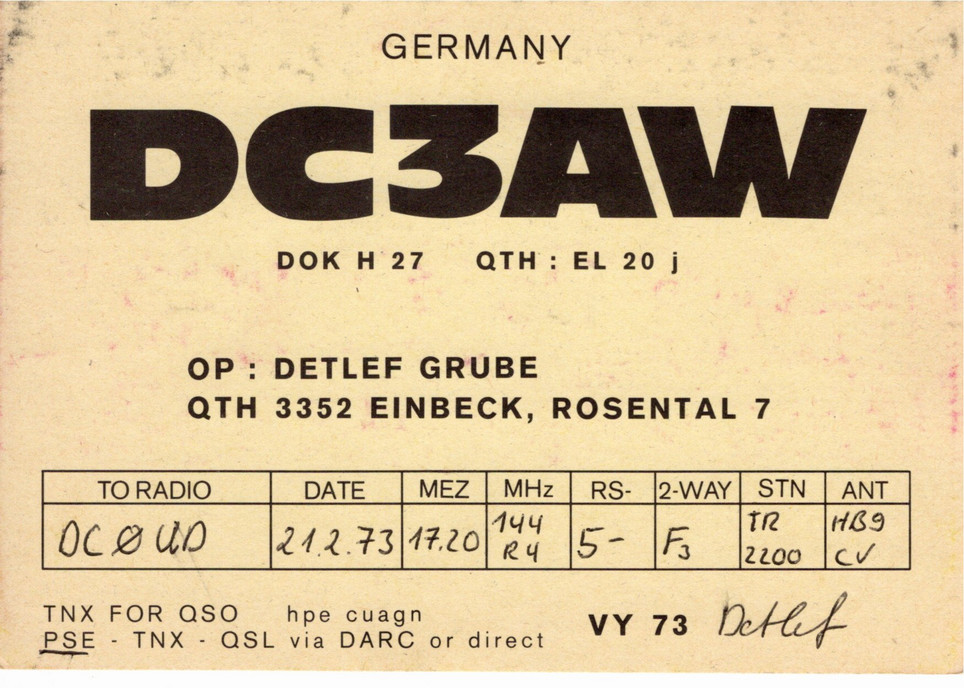 GERMANY
DC3AW
DOK H 27 QTH : EL 20 j
OP : DETLEF GRUBE
QTH 3352 EINBECK, ROSENTAL 7
TO RADIO DATE MEZ MHz RS- 2-WAY STN ANT
DCØUD 21.2.73 17.20 144 R4 5- F3 TR 2200 HB9 CV
TNX FOR QSO hpe cuagn
PSE - TNX - QSL via DARC or direct
VY 73 Detlef